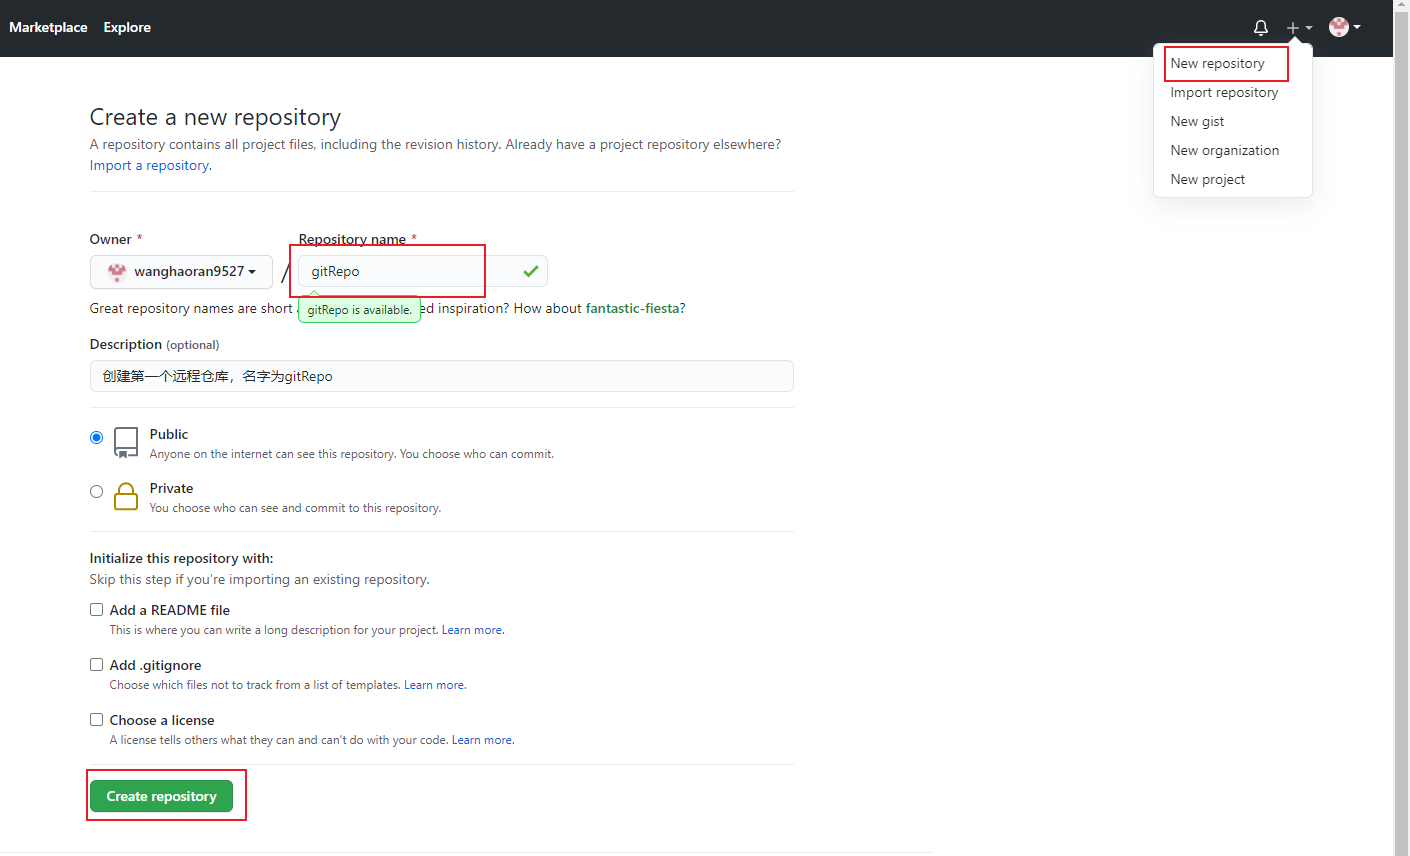 Marketplace Explore
New repository
Import repository
New gist
New organization
New project
Create a new repository
A repository contains all project files, including the revision history. Already have a project repository elsewhere?
Import a repository.
Owner * Repository name *
wanghaoran9527 / gitRepo
Great repository names are short
gitRepo is available.
inspiration? How about fantastic-fiesta?
Description (optional)
创建第一个远程仓库，名字为gitRepo
Public
Anyone on the internet can see this repository. You choose who can commit.
Private
You choose who can see and commit to this repository.
Initialize this repository with:
Skip this step if you're importing an existing repository.
Add a README file
This is where you can write a long description for your project. Learn more.
Add .gitignore
Choose which files not to track from a list of templates. Learn more.
Choose a license
A license tells others what they can and can't do with your code. Learn more.
Create repository